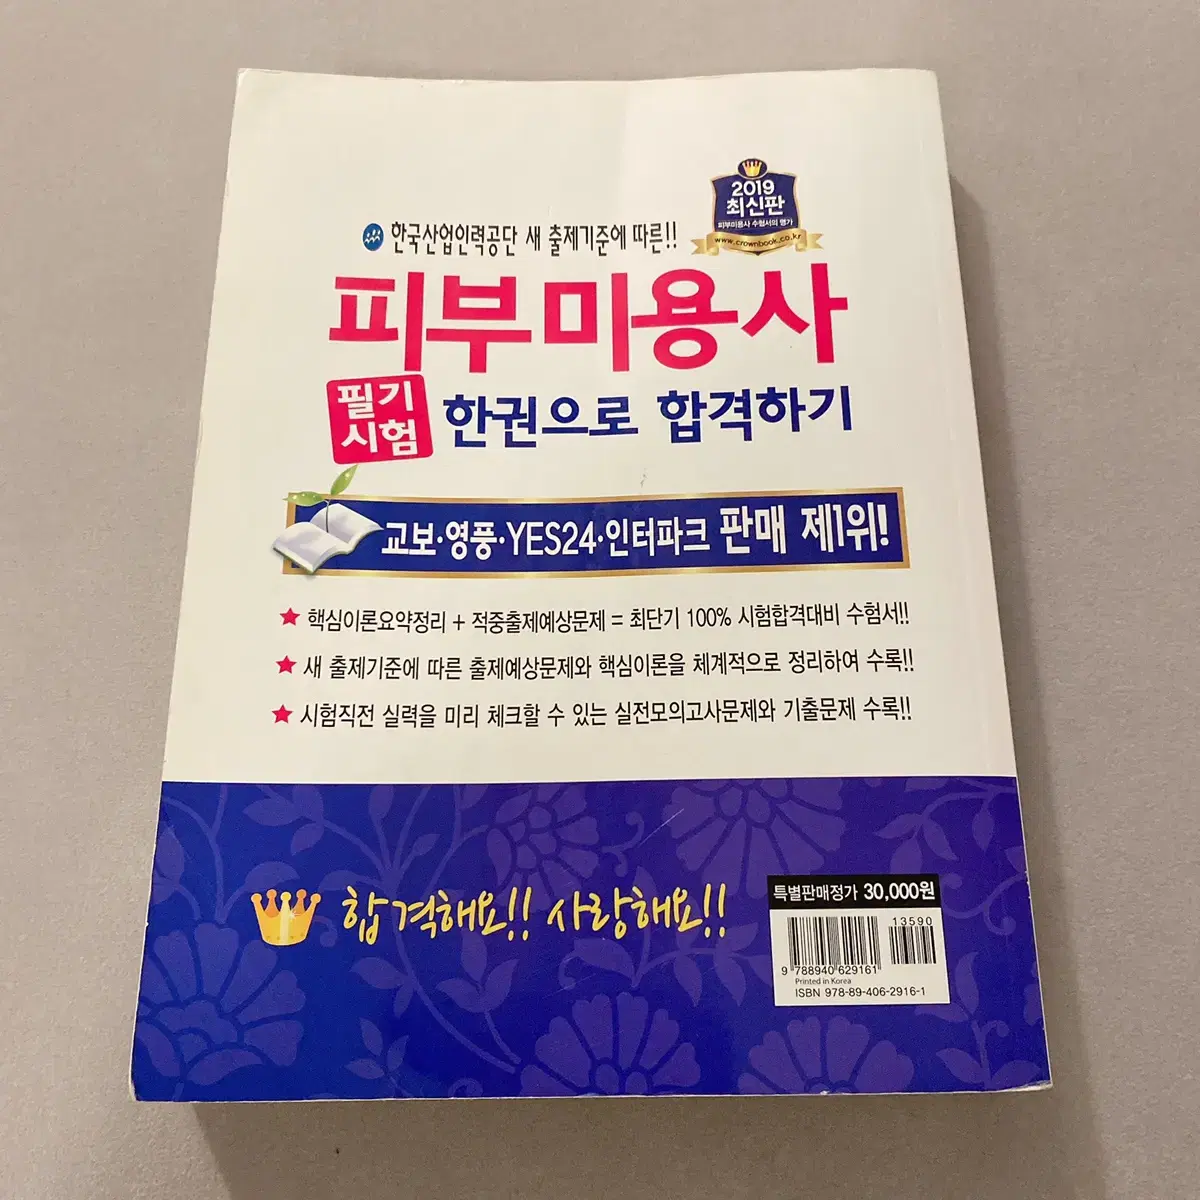 2019
최신판
피부미용사 수험서의 명가
www.crownbook.co.kr
한국산업인력공단 새 출제기준에 따른!!
피부미용사
필기
시험
한권으로 합격하기
교보·영풍·YES24·인터파크 판매 제1위!
★ 핵심이론요약정리 + 적중출제예상문제 = 최단기 100% 시험합격대비 수험서!!
★ 새 출제기준에 따른 출제예상문제와 핵심이론을 체계적으로 정리하여 수록!!
★ 시험직전 실력을 미리 체크할 수 있는 실전모의고사문제와 기출문제 수록!!
합격해요!! 사랑해요!!
특별판매정가 30,000원
13590
9 788940 629161
Printed in Korea
ISBN 978-89-406-2916-1